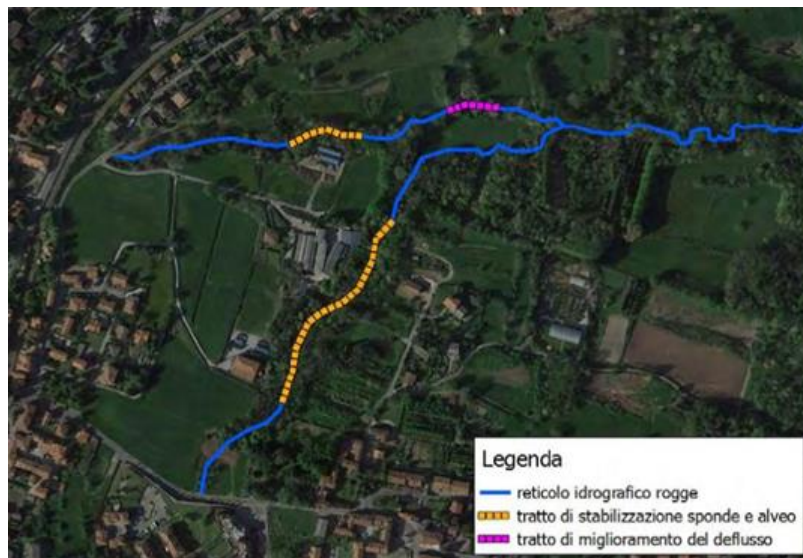 Legenda
reticolo idrografico rogge
tratto di stabilizzazione sponde e alveo
tratto di miglioramento del deflusso